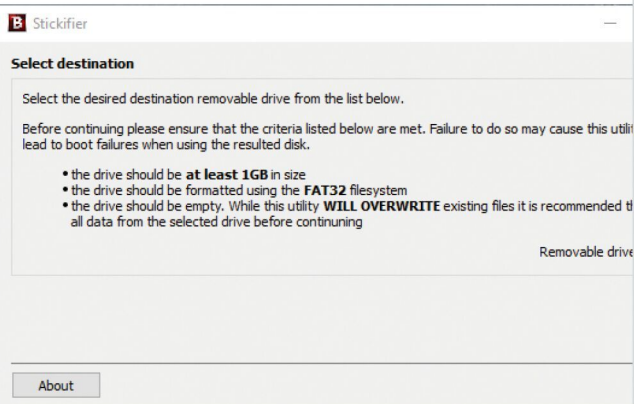 B Stickifier
Select destination
Select the desired destination removable drive from the list below.
Before continuing please ensure that the criteria listed below are met. Failure to do so may cause this utili
lead to boot failures when using the resulted disk.
• the drive should be at least 1GB in size
• the drive should be formatted using the FAT32 filesystem
• the drive should be empty. While this utility WILL OVERWRITE existing files it is recommended t
all data from the selected drive before continuning
Removable drive
About